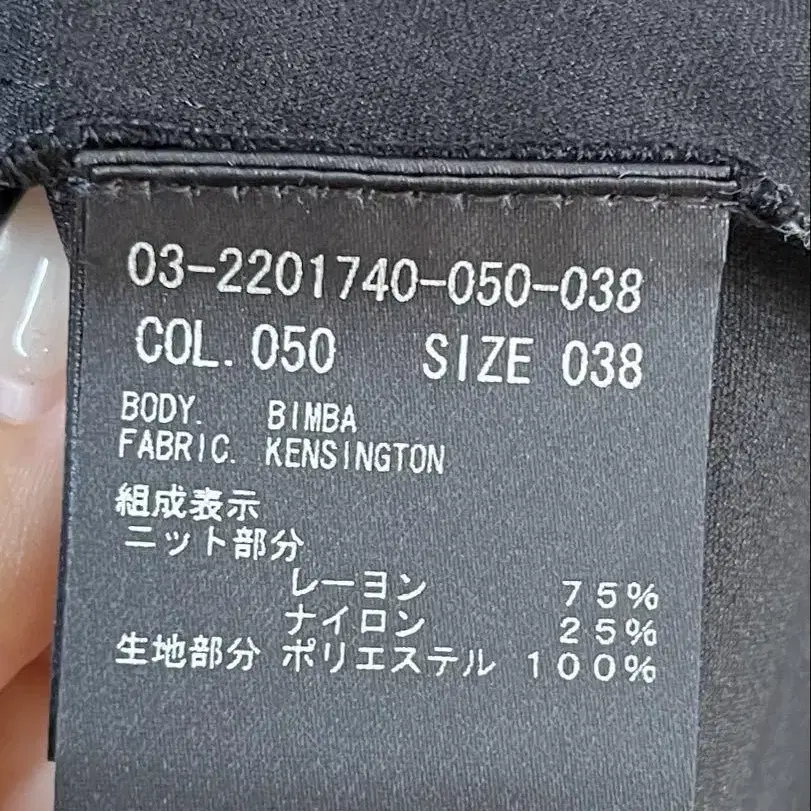 03-2201740-050-038
COL. 050 SIZE 038
BODY. BIMBA
FABRIC. KENSINGTON
組成表示
ニット部分
レーヨン 75%
ナイロン 25%
生地部分 ポリエステル 100%